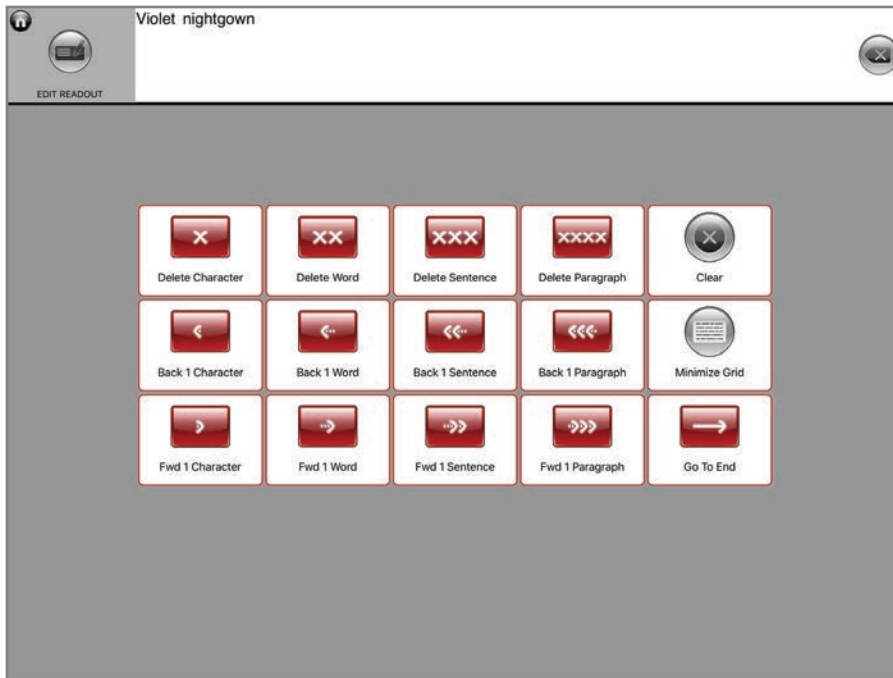 Violet nightgown
EDIT READOUT
Delete Character
Delete Word
Delete Sentence
Delete Paragraph
Clear
Back 1 Character
Back 1 Word
Back 1 Sentence
Back 1 Paragraph
Minimize Grid
Fwd 1 Character
Fwd 1 Word
Fwd 1 Sentence
Fwd 1 Paragraph
Go To End